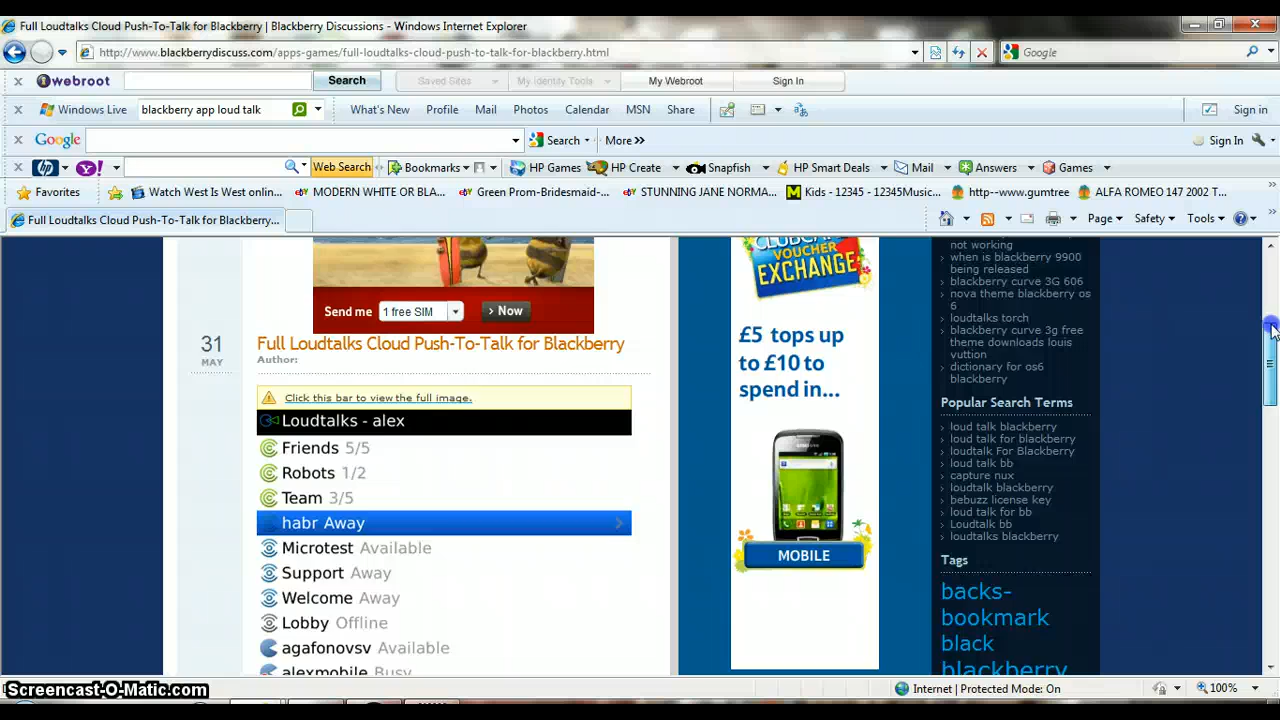 Full Loudtalks Cloud Push-To-Talk for Blackberry | Blackberry Discussions - Windows Internet Explorer
http://www.blackberrydiscuss.com/apps-games/full-loudtalks-cloud-push-to-talk-for-blackberry.html
Google
x webroot Search Saved Sites My Identity Tools My Webroot Sign In
x Windows Live blackberry app loud talk What's New Profile Mail Photos Calendar MSN Share Sign in
x Google Search More >> Sign In
x hp Y! Web Search Bookmarks HP Games HP Create Snapfish HP Smart Deals Mail Answers Games
Favorites Watch West Is West onlin... MODERN WHITE OR BLA... Green Prom-Bridesmaid-... STUNNING JANE NORMA... Kids - 12345 - 12345Music... http--www.gumtree ALFA ROMEO 147 2002 T...
Full Loudtalks Cloud Push-To-Talk for Blackberry... Page Safety Tools
Send me 1 free SIM › Now
31
MAY
Full Loudtalks Cloud Push-To-Talk for Blackberry
Author:
Click this bar to view the full image.
Loudtalks - alex
Friends 5/5
Robots 1/2
Team 3/5
habr Away
Microtest Available
Support Away
Welcome Away
Lobby Offline
agafonovsv Available
alexmobile Busy
VOUCHER
EXCHANGE
£5 tops up
to £10 to
spend in...
MOBILE
not working
when is blackberry 9900
being released
blackberry curve 3G 606
nova theme blackberry os
6
loudtalks torch
blackberry curve 3g free
theme downloads louis
vuttion
dictionary for os6
blackberry
Popular Search Terms
loud talk blackberry
loud talk for blackberry
loudtalk For Blackberry
loud talk bb
capture nux
loudtalk blackberry
bebuzz license key
loud talk for bb
Loudtalk bb
loudtalks blackberry
Tags
backs-
bookmark
black
blackberry
Screencast-O-Matic.com
Internet | Protected Mode: On
100%